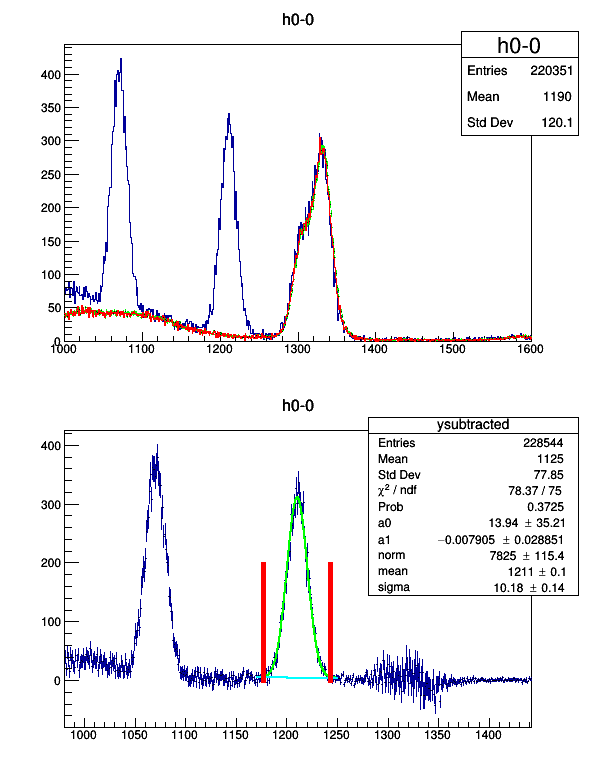 h0-0
h0-0
Entries 220351
Mean 1190
Std Dev 120.1
400
350
300
250
200
150
100
50
0
1000 1100 1200 1300 1400 1500 1600
h0-0
ysubtracted
Entries 228544
Mean 1125
Std Dev 77.85
χ² / ndf 78.37 / 75
Prob 0.3725
a0 13.94 ± 35.21
a1 −0.007905 ± 0.028851
norm 7825 ± 115.4
mean 1211 ± 0.1
sigma 10.18 ± 0.14
400
300
200
100
0
1000 1050 1100 1150 1200 1250 1300 1350 1400